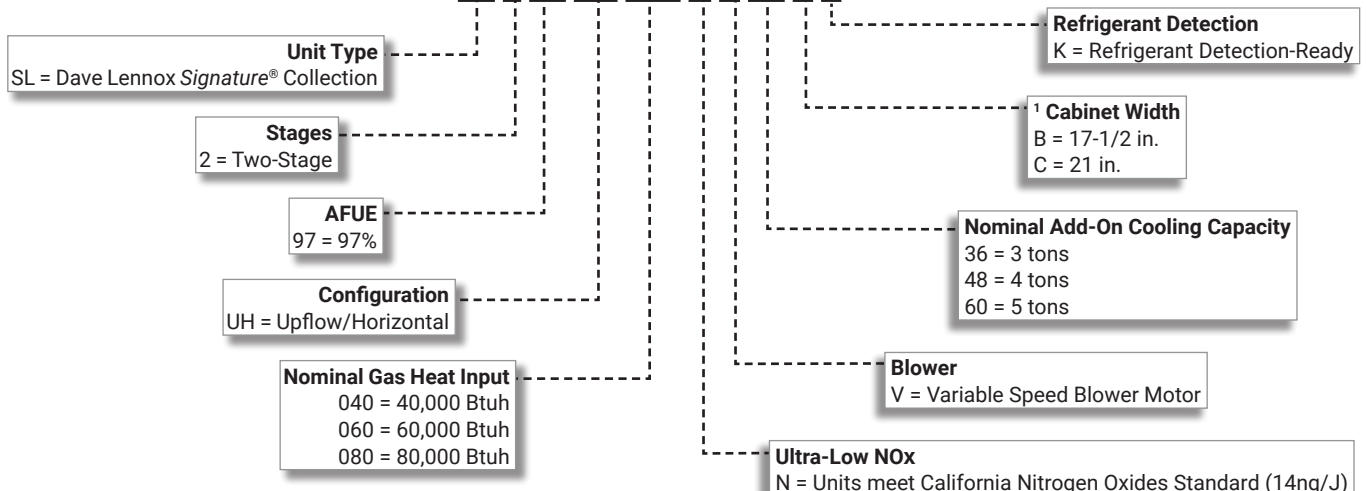 Unit Type
SL = Dave Lennox Signature® Collection
Stages
2 = Two-Stage
AFUE
97 = 97%
Configuration
UH = Upflow/Horizontal
Nominal Gas Heat Input
040 = 40,000 Btuh
060 = 60,000 Btuh
080 = 80,000 Btuh
Refrigerant Detection
K = Refrigerant Detection-Ready
¹ Cabinet Width
B = 17-1/2 in.
C = 21 in.
Nominal Add-On Cooling Capacity
36 = 3 tons
48 = 4 tons
60 = 5 tons
Blower
V = Variable Speed Blower Motor
Ultra-Low NOx
N = Units meet California Nitrogen Oxides Standard (14ng/J)